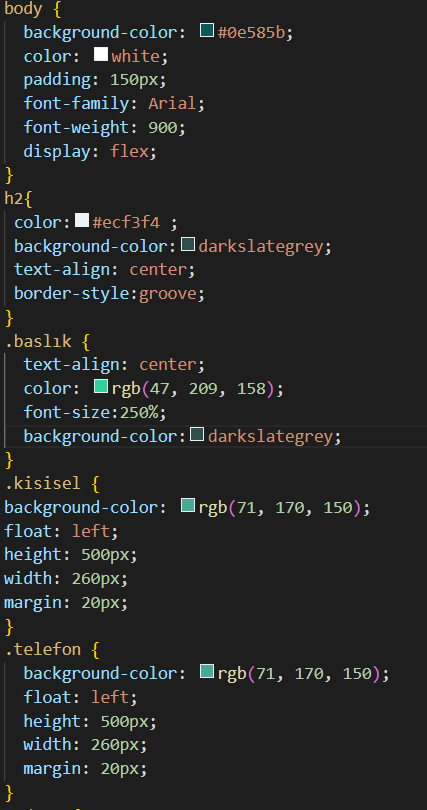 body {
background-color: #0e585b;
color: white;
padding: 150px;
font-family: Arial;
font-weight: 900;
display: flex;
}
h2{
color: #ecf3f4 ;
background-color: darkslategrey;
text-align: center;
border-style:groove;
}
.baslık {
text-align: center;
color: rgb(47, 209, 158);
font-size:250%;
background-color: darkslategrey;
}
.kisisel {
background-color: rgb(71, 170, 150);
float: left;
height: 500px;
width: 260px;
margin: 20px;
}
.telefon {
background-color: rgb(71, 170, 150);
float: left;
height: 500px;
width: 260px;
margin: 20px;
}